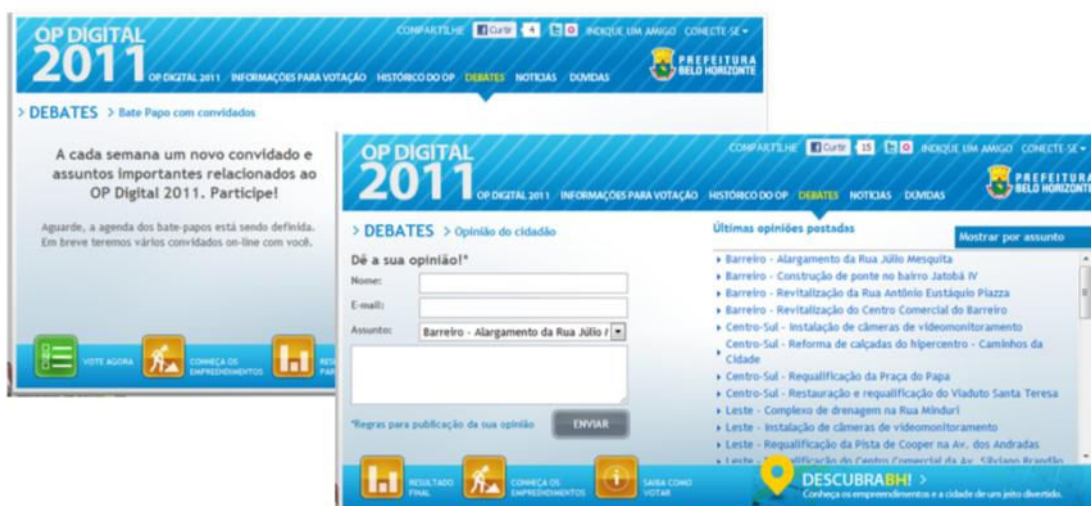 OP DIGITAL
2011
COMPARTILHE Curtir 4 INDIQUE UM AMIGO CONECTE-SE
OP DIGITAL 2011 INFORMAÇÕES PARA VOTAÇÃO HISTÓRICO DO OP DEBATES NOTÍCIAS DÚVIDAS
PREFEITURA
BELO HORIZONTE
> DEBATES > Bate Papo com convidados
A cada semana um novo convidado e
assuntos importantes relacionados ao
OP Digital 2011. Participe!
Aguarde, a agenda dos bate-papos está sendo definida.
Em breve teremos vários convidados on-line com você.
VOTE AGORA
CONHEÇA OS
EMPREENDIMENTOS
OP DIGITAL
2011
COMPARTILHE Curtir 15 INDIQUE UM AMIGO CONECTE-SE
OP DIGITAL 2011 INFORMAÇÕES PARA VOTAÇÃO HISTÓRICO DO OP DEBATES NOTÍCIAS DÚVIDAS
PREFEITURA
BELO HORIZONTE
> DEBATES > Opinião do cidadão
Dê a sua opinião!*
Nome:
E-mail:
Assunto: Barreiro - Alargamento da Rua Júlio
*Regras para publicação da sua opinião ENVIAR
Últimas opiniões postadas
Mostrar por assunto
Barreiro - Alargamento da Rua Júlio Mesquita
Barreiro - Construção de ponte no bairro Jatobá IV
Barreiro - Revitalização da Rua Antônio Eustáquio Piazza
Barreiro - Revitalização do Centro Comercial do Barreiro
Centro-Sul - Instalação de câmeras de videomonitoramento
Centro-Sul - Reforma de calçadas do hipercentro - Caminhos da
Cidade
Centro-Sul - Requalificação da Praça do Papa
Centro-Sul - Restauração e requalificação do Viaduto Santa Teresa
Leste - Complexo de drenagem na Rua Minduri
Leste - Instalação de câmeras de videomonitoramento
Leste - Requalificação da Pista de Cooper na Av. dos Andradas
Leste - do Centro Comercial da Av. Silviano Brandão
RESULTADO
FINAL
CONHEÇA OS
EMPREENDIMENTOS
SAIBA COMO
VOTAR
DESCUBRABH! >
Conheça os empreendimentos e a cidade de um jeito divertido.